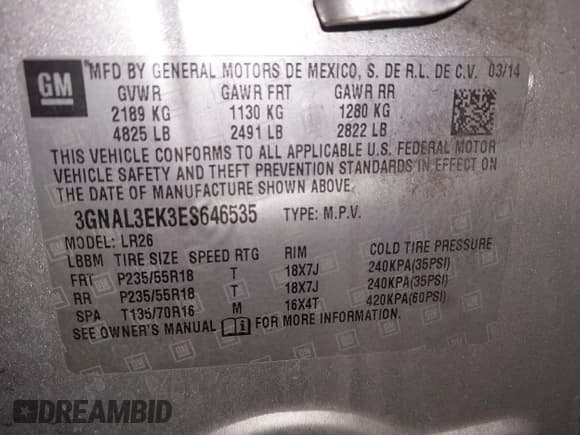 GM
MFD BY GENERAL MOTORS DE MEXICO, S. DE R.L. DE C.V. 03/14
GVWR GAWR FRT GAWR RR
2189 KG 1130 KG 1280 KG
4825 LB 2491 LB 2822 LB
THIS VEHICLE CONFORMS TO ALL APPLICABLE U.S. FEDERAL MOTOR
VEHICLE SAFETY AND THEFT PREVENTION STANDARDS IN EFFECT ON
THE DATE OF MANUFACTURE SHOWN ABOVE.
3GNAL3EK3ES646535 TYPE: M.P.V.
MODEL: LR26
LBBM TIRE SIZE SPEED RTG RIM COLD TIRE PRESSURE
FRT P235/55R18 T 18X7J 240KPA(35PSI)
RR P235/55R18 T 18X7J 240KPA(35PSI)
SPA T135/70R16 M 16X4T 420KPA(60PSI)
SEE OWNER'S MANUAL i FOR MORE INFORMATION.
DREAMBID